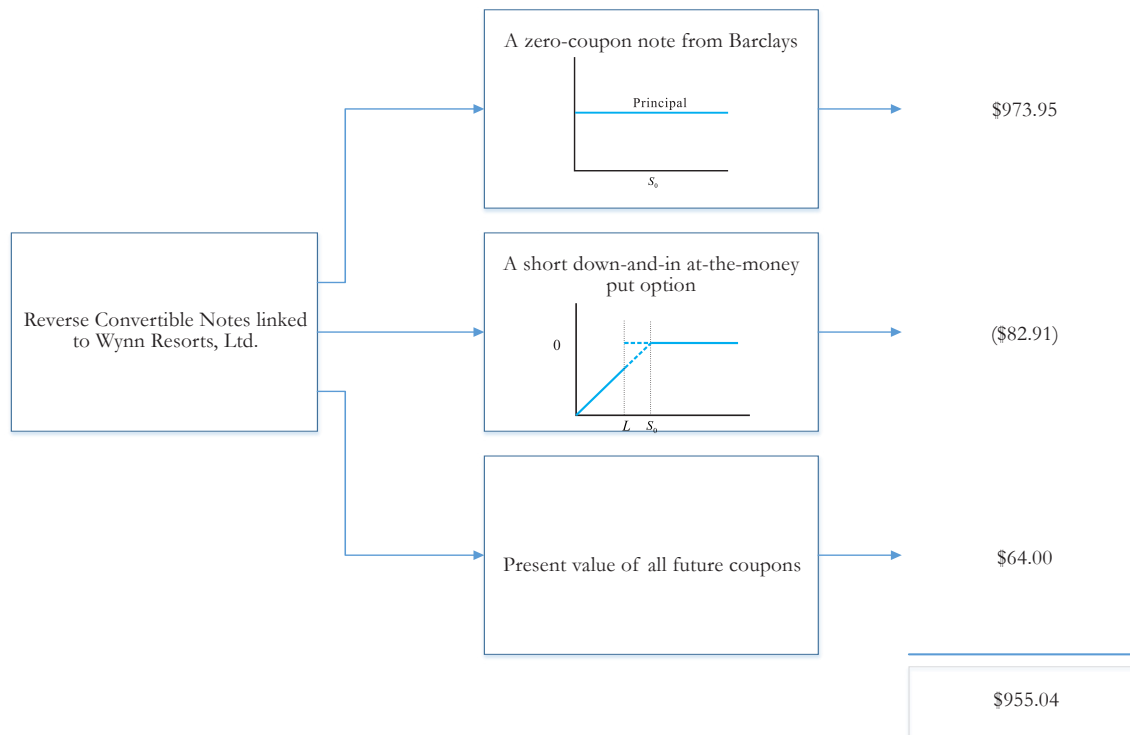 A zero-coupon note from Barclays
Principal
S₀
$973.95
Reverse Convertible Notes linked
to Wynn Resorts, Ltd.
A short down-and-in at-the-money
put option
0
L S₀
($82.91)
Present value of all future coupons
$64.00
$955.04